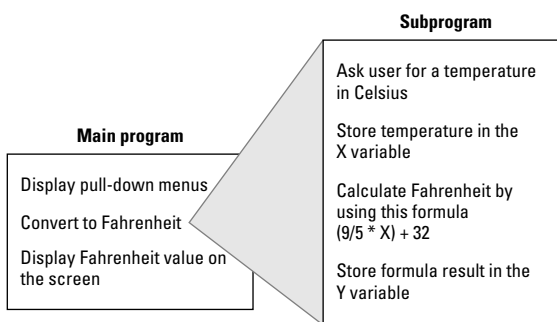 Subprogram
Ask user for a temperature
in Celsius
Store temperature in the
X variable
Calculate Fahrenheit by
using this formula
(9/5 * X) + 32
Store formula result in the
Y variable
Main program
Display pull-down menus
Convert to Fahrenheit
Display Fahrenheit value on
the screen